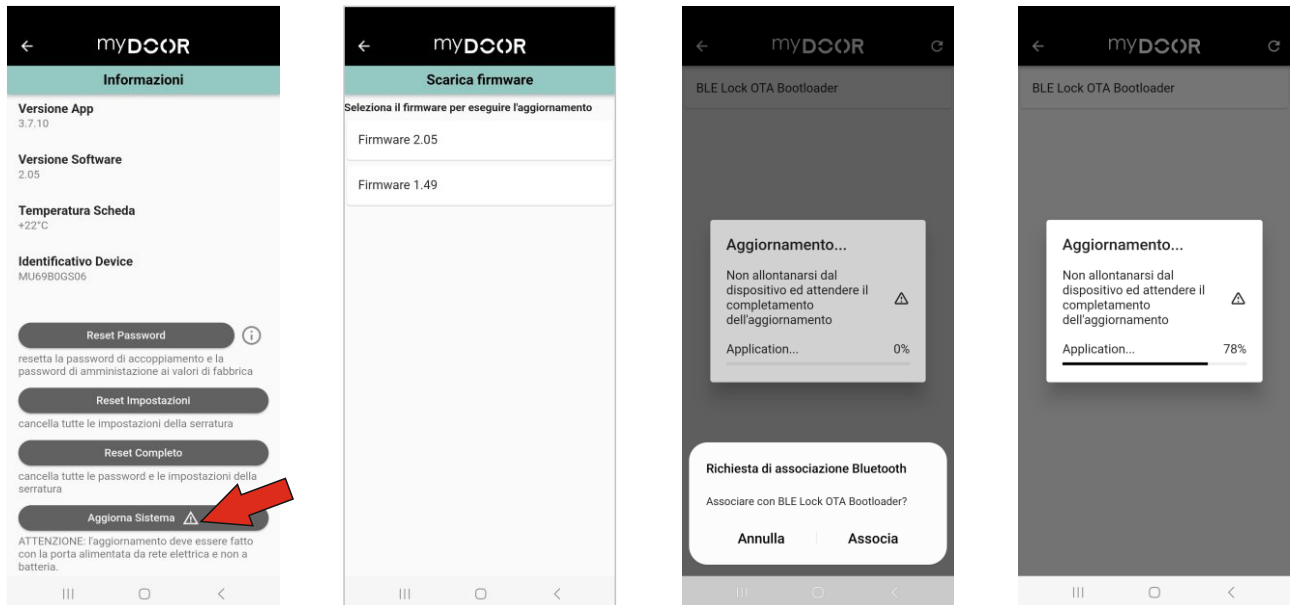 myDOOR
Informazioni
Versione App
3.7.10
Versione Software
2.05
Temperatura Scheda
+22°C
Identificativo Device
MU69B0GS06
Reset Password
resetta la password di accoppiamento e la
password di amministazione ai valori di fabbrica
Reset Impostazioni
cancella tutte le impostazioni della serratura
Reset Completo
cancella tutte le password e le impostazioni della
serratura
Aggiorna Sistema
ATTENZIONE: l'aggiornamento deve essere fatto
con la porta alimentata da rete elettrica e non a
batteria.
myDOOR
Scarica firmware
Seleziona il firmware per eseguire l'aggiornamento
Firmware 2.05
Firmware 1.49
myDOOR
BLE Lock OTA Bootloader
Aggiornamento...
Non allontanarsi dal
dispositivo ed attendere il
completamento
dell'aggiornamento
Application... 0%
Richiesta di associazione Bluetooth
Associare con BLE Lock OTA Bootloader?
Annulla Associa
myDOOR
BLE Lock OTA Bootloader
Aggiornamento...
Non allontanarsi dal
dispositivo ed attendere il
completamento
dell'aggiornamento
Application... 78%